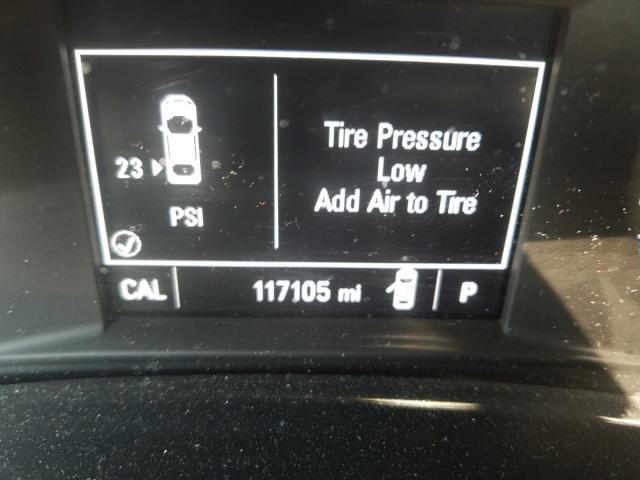 23
PSI
Tire Pressure
Low
Add Air to Tire
CAL
117105 mi
P